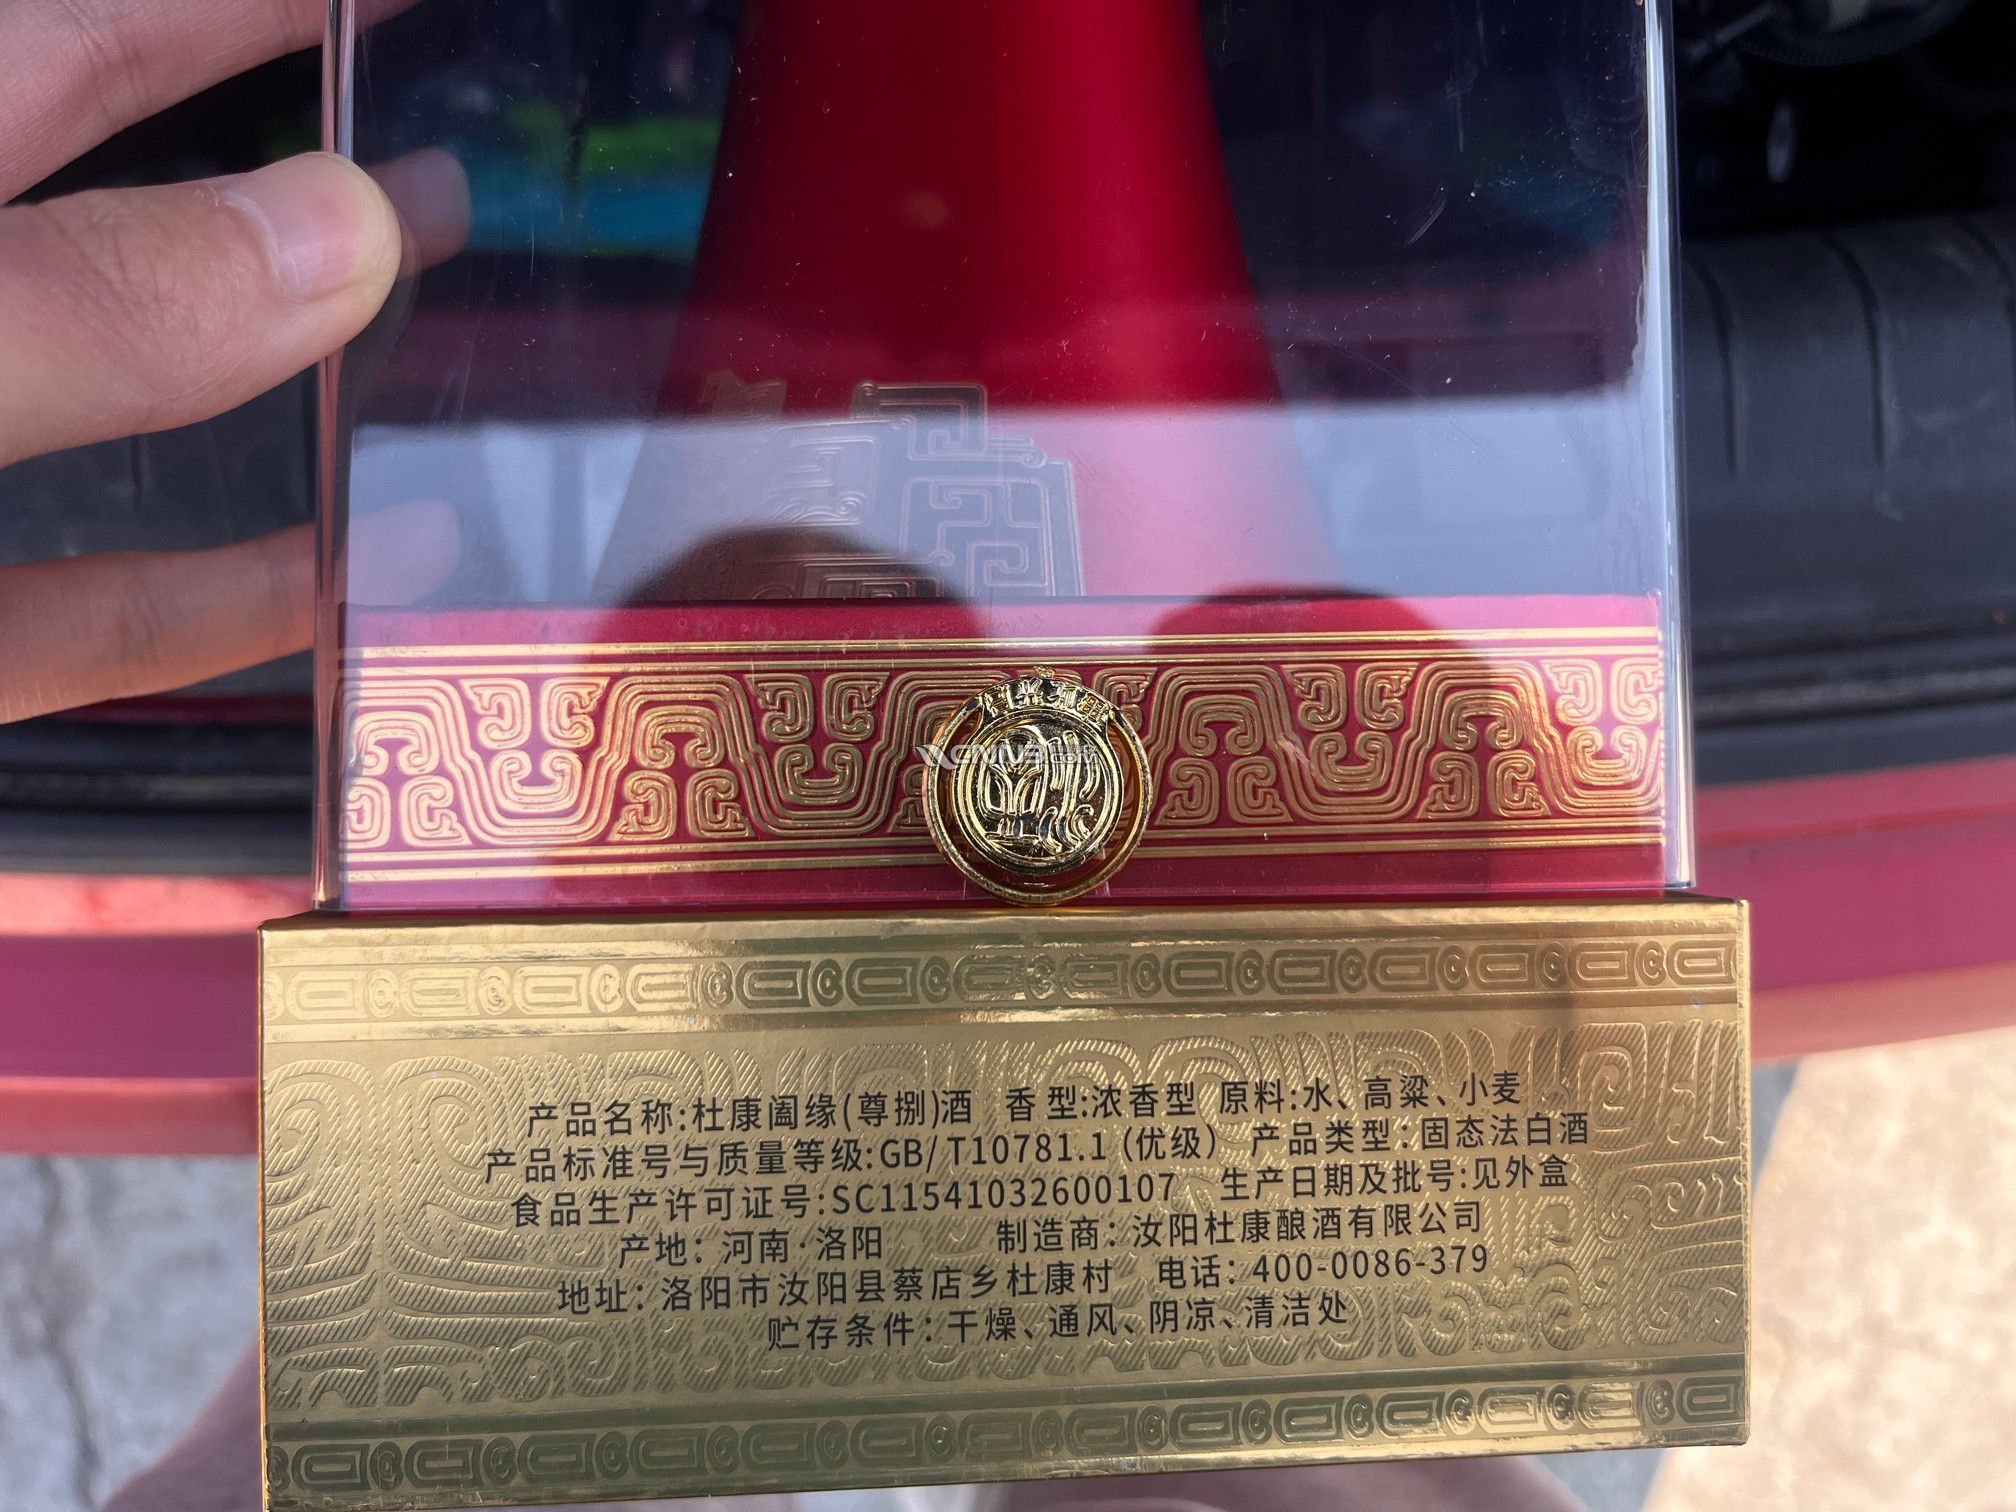 产品名称:杜康阖缘(尊捌)酒 香型:浓香型 原料:水、高粱、小麦
产品标准号与质量等级:GB/T10781.1(优级) 产品类型:固态法白酒
食品生产许可证号:SC11541032600107 生产日期及批号:见外盒
产地:河南·洛阳 制造商:汝阳杜康酿酒有限公司
地址:洛阳市汝阳县蔡店乡杜康村 电话:400-0086-379
贮存条件:干燥、通风、阴凉、清洁处